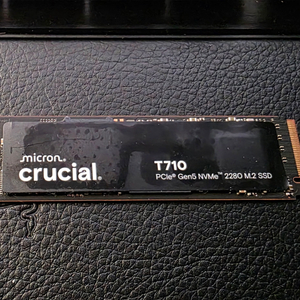 micron.
crucial.
T710
PCIe® Gen5 NVMe™ 2280 M.2 SSD